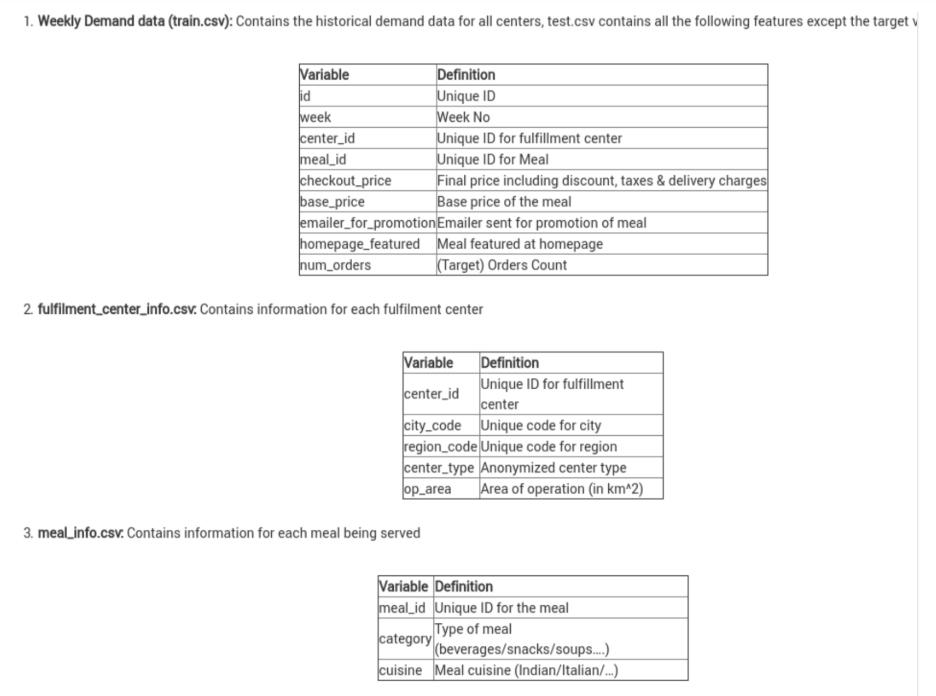 1. Weekly Demand data (train.csv): Contains the historical demand data for all centers, test.csv contains all the following features except the target
Variable Definition
id Unique ID
week Week No
center_id Unique ID for fulfillment center
meal_id Unique ID for Meal
checkout_price Final price including discount, taxes & delivery charges
base_price Base price of the meal
emailer_for_promotion Emailer sent for promotion of meal
homepage_featured Meal featured at homepage
num_orders (Target) Orders Count
2. fulfilment_center_info.csv: Contains information for each fulfilment center
Variable Definition
center_id Unique ID for fulfillment
center
city_code Unique code for city
region_code Unique code for region
center_type Anonymized center type
op_area Area of operation (in km^2)
3. meal_info.csv: Contains information for each meal being served
Variable Definition
meal_id Unique ID for the meal
category Type of meal
(beverages/snacks/soups....)
cuisine Meal cuisine (Indian/Italian/...)